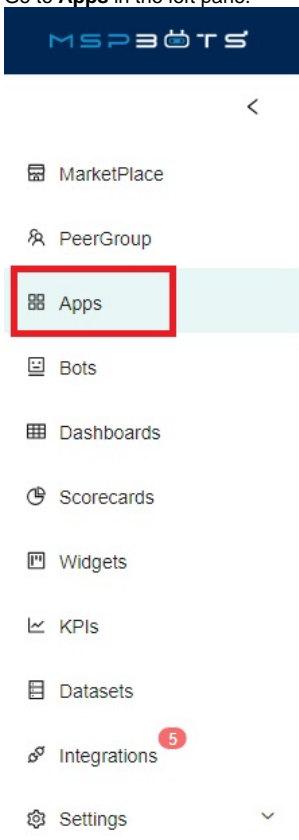 Go to Apps in the left pane.
MSPBOTS
MarketPlace
PeerGroup
Apps
Bots
Dashboards
Scorecards
Widgets
KPIs
Datasets
5
Integrations
Settings